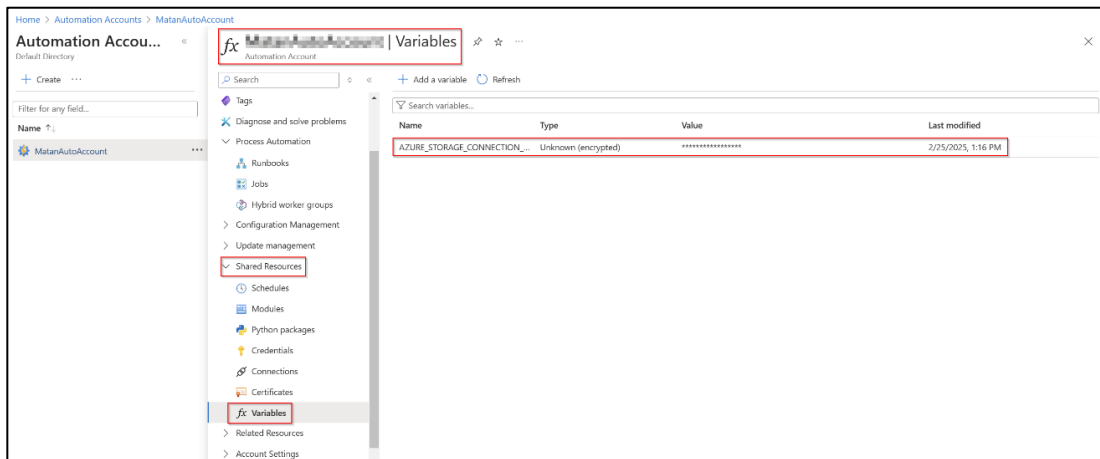 Home > Automation Accounts > MatanAutoAccount
Automation Accou... «
Default Directory
+ Create ...
Filter for any field...
Name ↑↓
MatanAutoAccount ...
fx | Variables ...
Automation Account
Search «
Tags
Diagnose and solve problems
Process Automation
Runbooks
Jobs
Hybrid worker groups
Configuration Management
Update management
Shared Resources
Schedules
Modules
Python packages
Credentials
Connections
Certificates
fx Variables
Related Resources
Account Settings
+ Add a variable Refresh
Search variables...
Name Type Value Last modified
AZURE_STORAGE_CONNECTION_... Unknown (encrypted) ***************** 2/25/2025, 1:16 PM